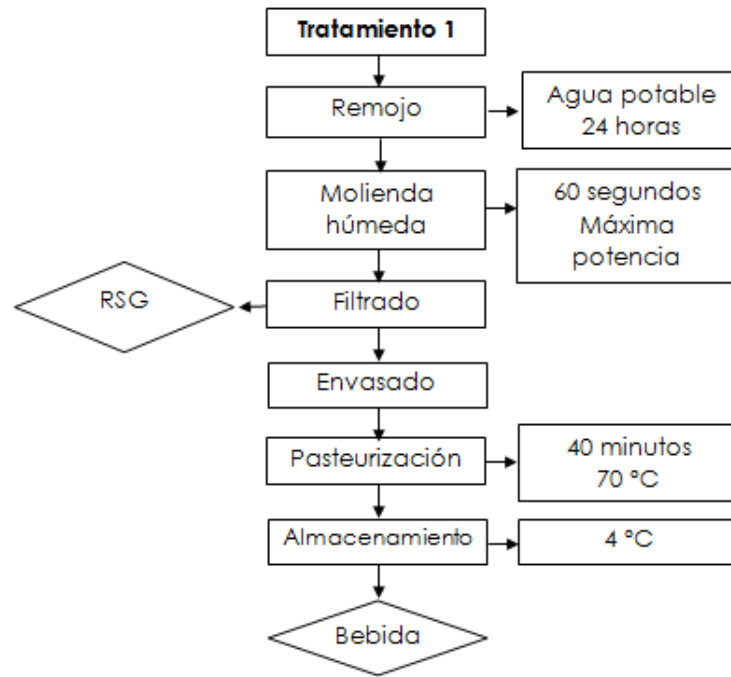 Tratamiento 1
Remojo
Agua potable
24 horas
Molienda
húmeda
60 segundos
Máxima
potencia
RSG
Filtrado
Envasado
Pasteurización
40 minutos
70 °C
Almacenamiento
4 °C
Bebida